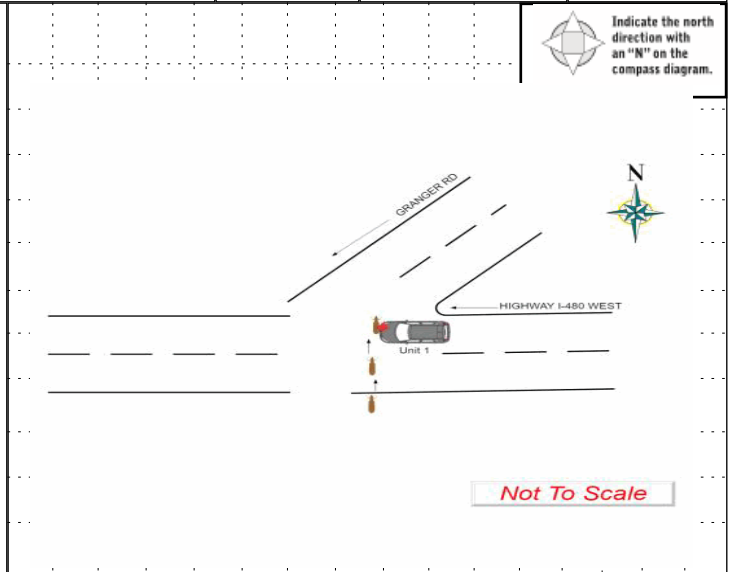 Indicate the north
direction with
an “N” on the
compass diagram.
N
GRANGER RD
HIGHWAY I-480 WEST
Unit 1
Not To Scale